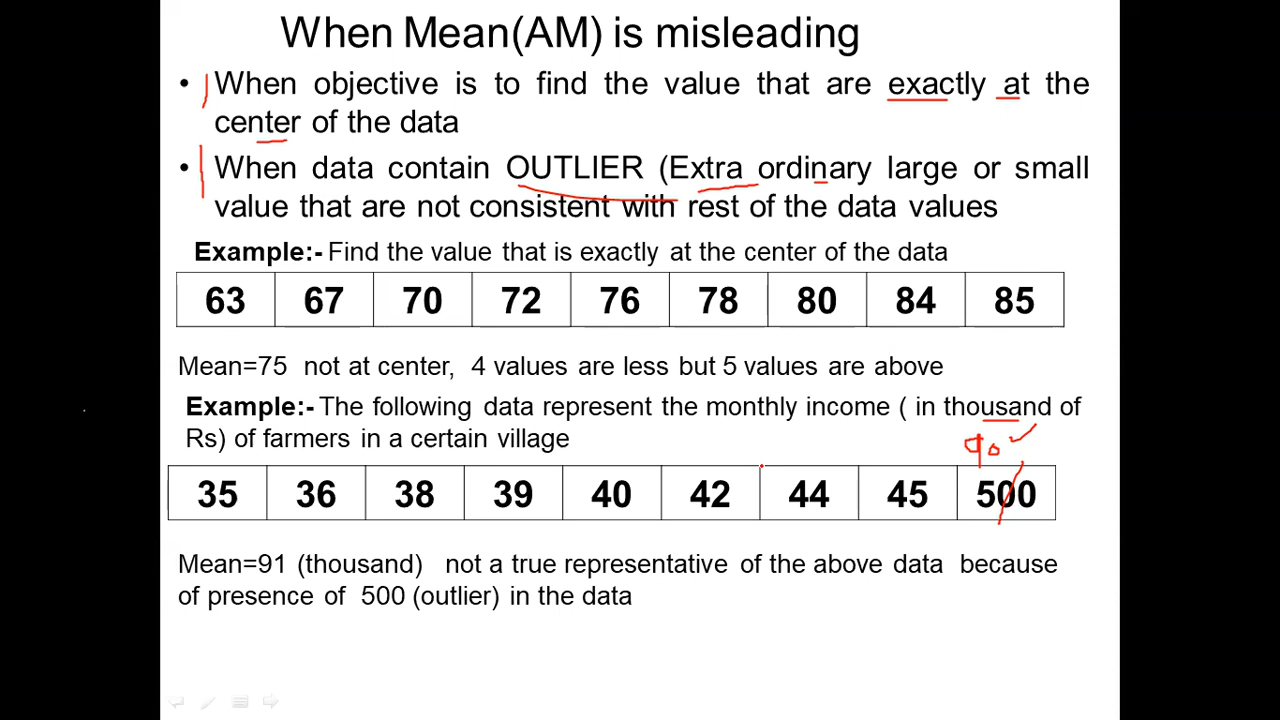 When Mean(AM) is misleading
• When objective is to find the value that are exactly at the
center of the data
• When data contain OUTLIER (Extra ordinary large or small
value that are not consistent with rest of the data values
Example:- Find the value that is exactly at the center of the data
63 67 70 72 76 78 80 84 85
Mean=75 not at center, 4 values are less but 5 values are above
Example:- The following data represent the monthly income ( in thousand of
Rs) of farmers in a certain village
90
35 36 38 39 40 42 44 45 500
Mean=91 (thousand) not a true representative of the above data because
of presence of 500 (outlier) in the data